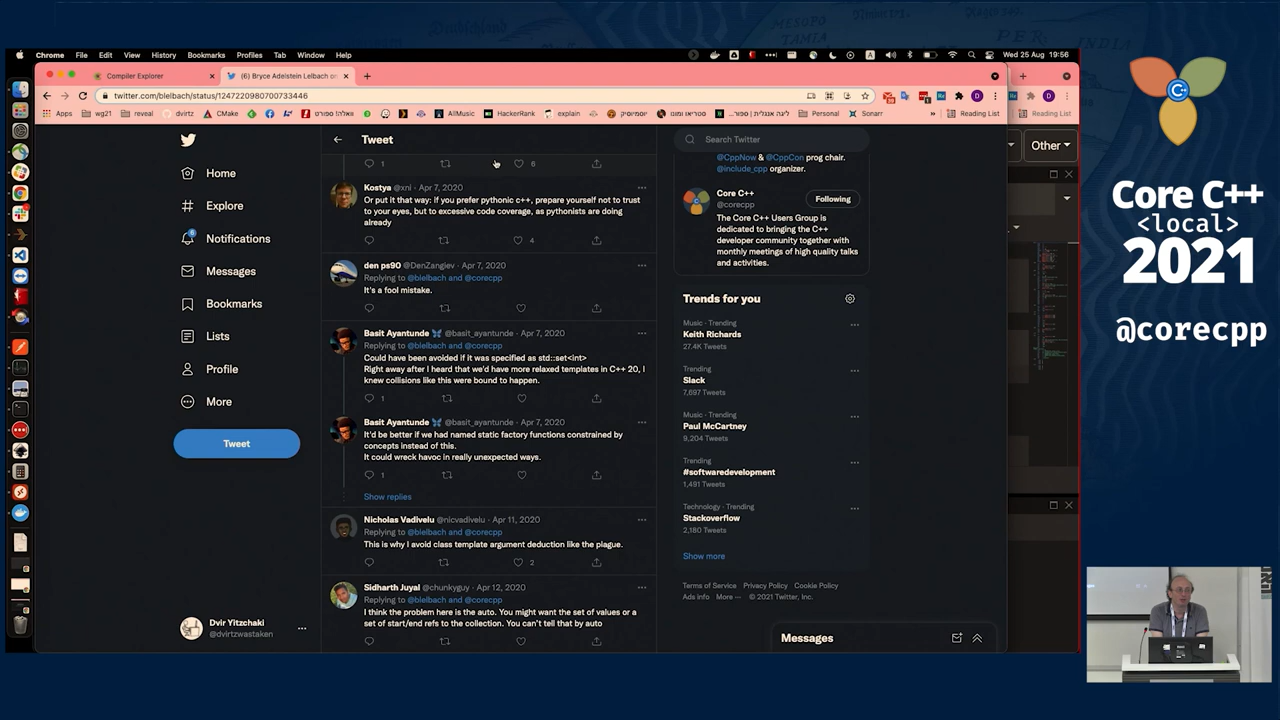 Chrome File Edit View History Bookmarks Profiles Tab Window Help
Wed 25 Aug 19:56
Compiler Explorer
(6) Bryce Adelstein Lelbach on
twitter.com/blelbach/status/1247220980700733446
Apps wg21 reveal dvirtz CMake
AllMusic HackerRank explain
Personal Sonarr » Reading List
Reading List
Tweet
Search Twitter
Other
Home
Explore
Notifications
Messages
Bookmarks
Lists
Profile
More
Tweet
Dvir Yitzchaki
@dvirtzwastaken
1 6
Kostya @xni · Apr 7, 2020
Or put it that way: if you prefer pythonic c++, prepare yourself not to trust
to your eyes, but to excessive code coverage, as pythonists are doing
already
4
den ps90 @DenZangiev · Apr 7, 2020
Replying to @blelbach and @corecpp
It's a fool mistake.
Basit Ayantunde @basit_ayantunde · Apr 7, 2020
Replying to @blelbach and @corecpp
Could have been avoided if it was specified as std::set<int>
Right away after I heard that we'd have more relaxed templates in C++ 20, I
knew collisions like this were bound to happen.
1
Basit Ayantunde @basit_ayantunde · Apr 7, 2020
It'd be better if we had named static factory functions constrained by
concepts instead of this.
It could wreck havoc in really unexpected ways.
1
Show replies
Nicholas Vadivelu @nicvadivelu · Apr 11, 2020
Replying to @blelbach and @corecpp
This is why I avoid class template argument deduction like the plague.
2
Sidharth Juyal @chunkyguy · Apr 12, 2020
Replying to @blelbach and @corecpp
I think the problem here is the auto. You might want the set of values or a
set of start/end refs to the collection. You can't tell that by auto
@CppNow & @CppCon prog chair.
@include_cpp organizer.
Core C++
@corecpp
Following
The Core C++ Users Group is
dedicated to bringing the C++
developer community together with
monthly meetings of high quality talks
and activities.
Trends for you
Music · Trending
Keith Richards
27.4K Tweets
Trending
Slack
7,697 Tweets
Music · Trending
Paul McCartney
9,204 Tweets
Trending
#softwaredevelopment
1,491 Tweets
Technology · Trending
Stackoverflow
2,180 Tweets
Show more
Terms of Service Privacy Policy Cookie Policy
Ads info More ··· © 2021 Twitter, Inc.
Messages
C++
Core C++
<local>
2021
@corecpp